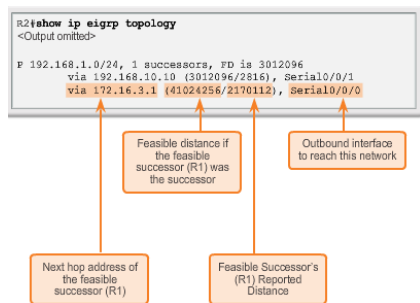 R2#show ip eigrp topology
<Output omitted>
P 192.168.1.0/24, 1 successors, FD is 3012096
via 192.168.10.10 (3012096/2816), Serial0/0/1
via 172.16.3.1 (41024256/2170112), Serial0/0/0
Feasible distance if
the feasible
successor (R1) was
the successor
Outbound interface
to reach this network
Next hop address of
the feasible
successor (R1)
Feasible Successor's
(R1) Reported
Distance